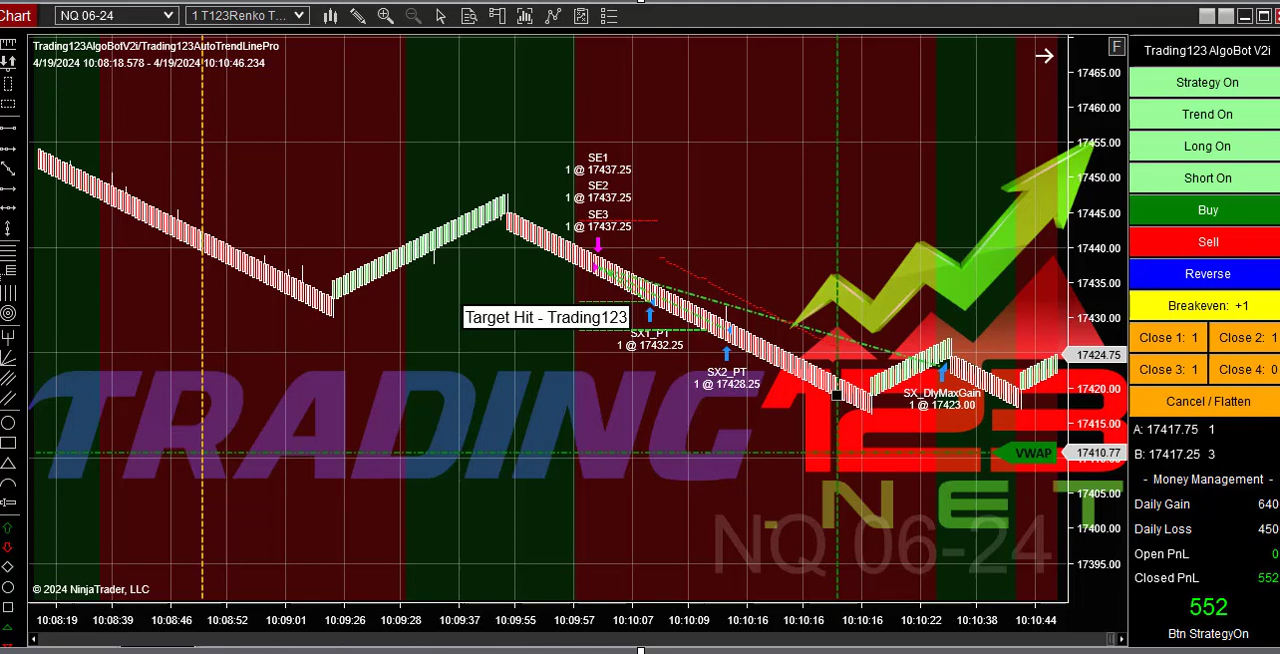 Chart
NQ 06-24
1 T123Renko T...
Trading123AlgoBotV2i/Trading123AutoTrendLinePro
4/19/2024 10:08:18.578 - 4/19/2024 10:10:46.234
F
SE1
1 @ 17437.25
SE2
1 @ 17437.25
SE3
1 @ 17437.25
Target Hit - Trading123
SX1_PT
1 @ 17432.25
SX2_PT
1 @ 17428.25
SX_DlyMaxGain
1 @ 17423.00
TRADING
123
.NET
NQ 06-24
VWAP
© 2024 NinjaTrader, LLC
17465.00
17460.00
17455.00
17450.00
17445.00
17440.00
17435.00
17430.00
17424.75
17420.00
17415.00
17410.77
17405.00
17400.00
17395.00
10:08:19
10:08:39
10:08:46
10:08:52
10:09:01
10:09:26
10:09:28
10:09:37
10:09:55
10:09:57
10:10:07
10:10:09
10:10:16
10:10:16
10:10:16
10:10:22
10:10:38
10:10:44
Trading123 AlgoBot V2i
Strategy On
Trend On
Long On
Short On
Buy
Sell
Reverse
Breakeven: +1
Close 1: 1
Close 2: 1
Close 3: 1
Close 4: 0
Cancel / Flatten
A: 17417.75 1
B: 17417.25 3
- Money Management -
Daily Gain 640
Daily Loss 450
Open PnL 0
Closed PnL 552
552
Btn StrategyOn